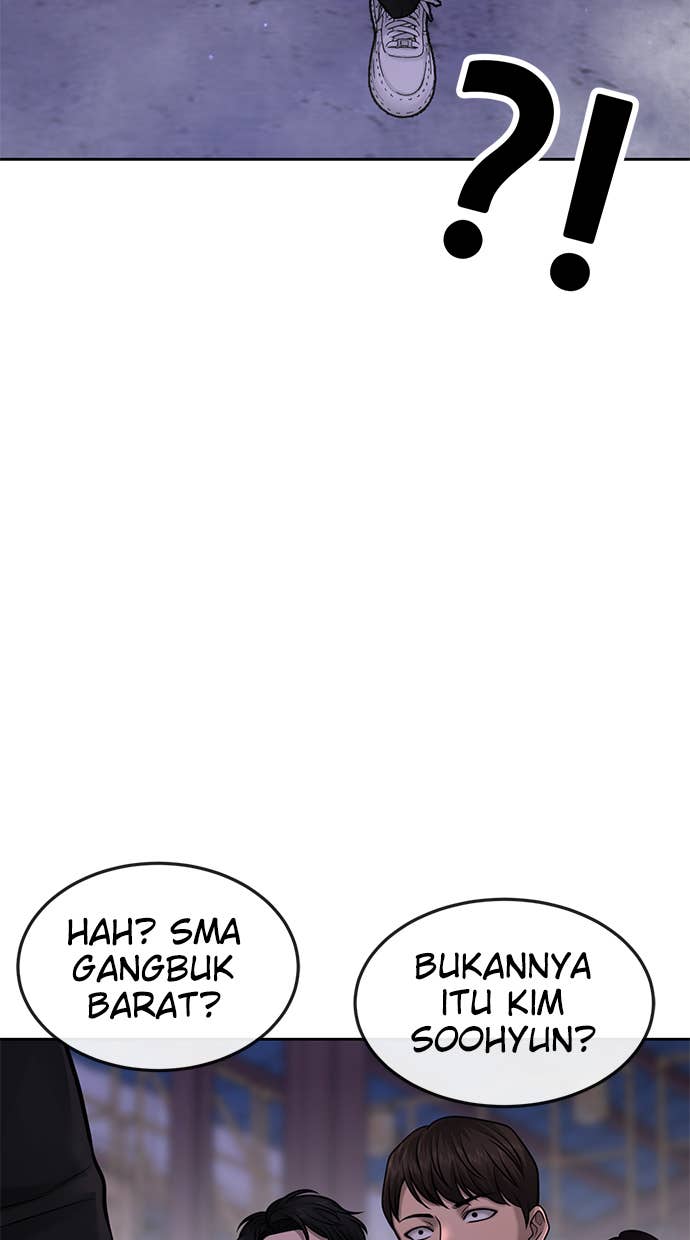 ?!
HAH? SMA
GANGBUK
BARAT?
BUKANNYA
ITU KIM
SOOHYUN?